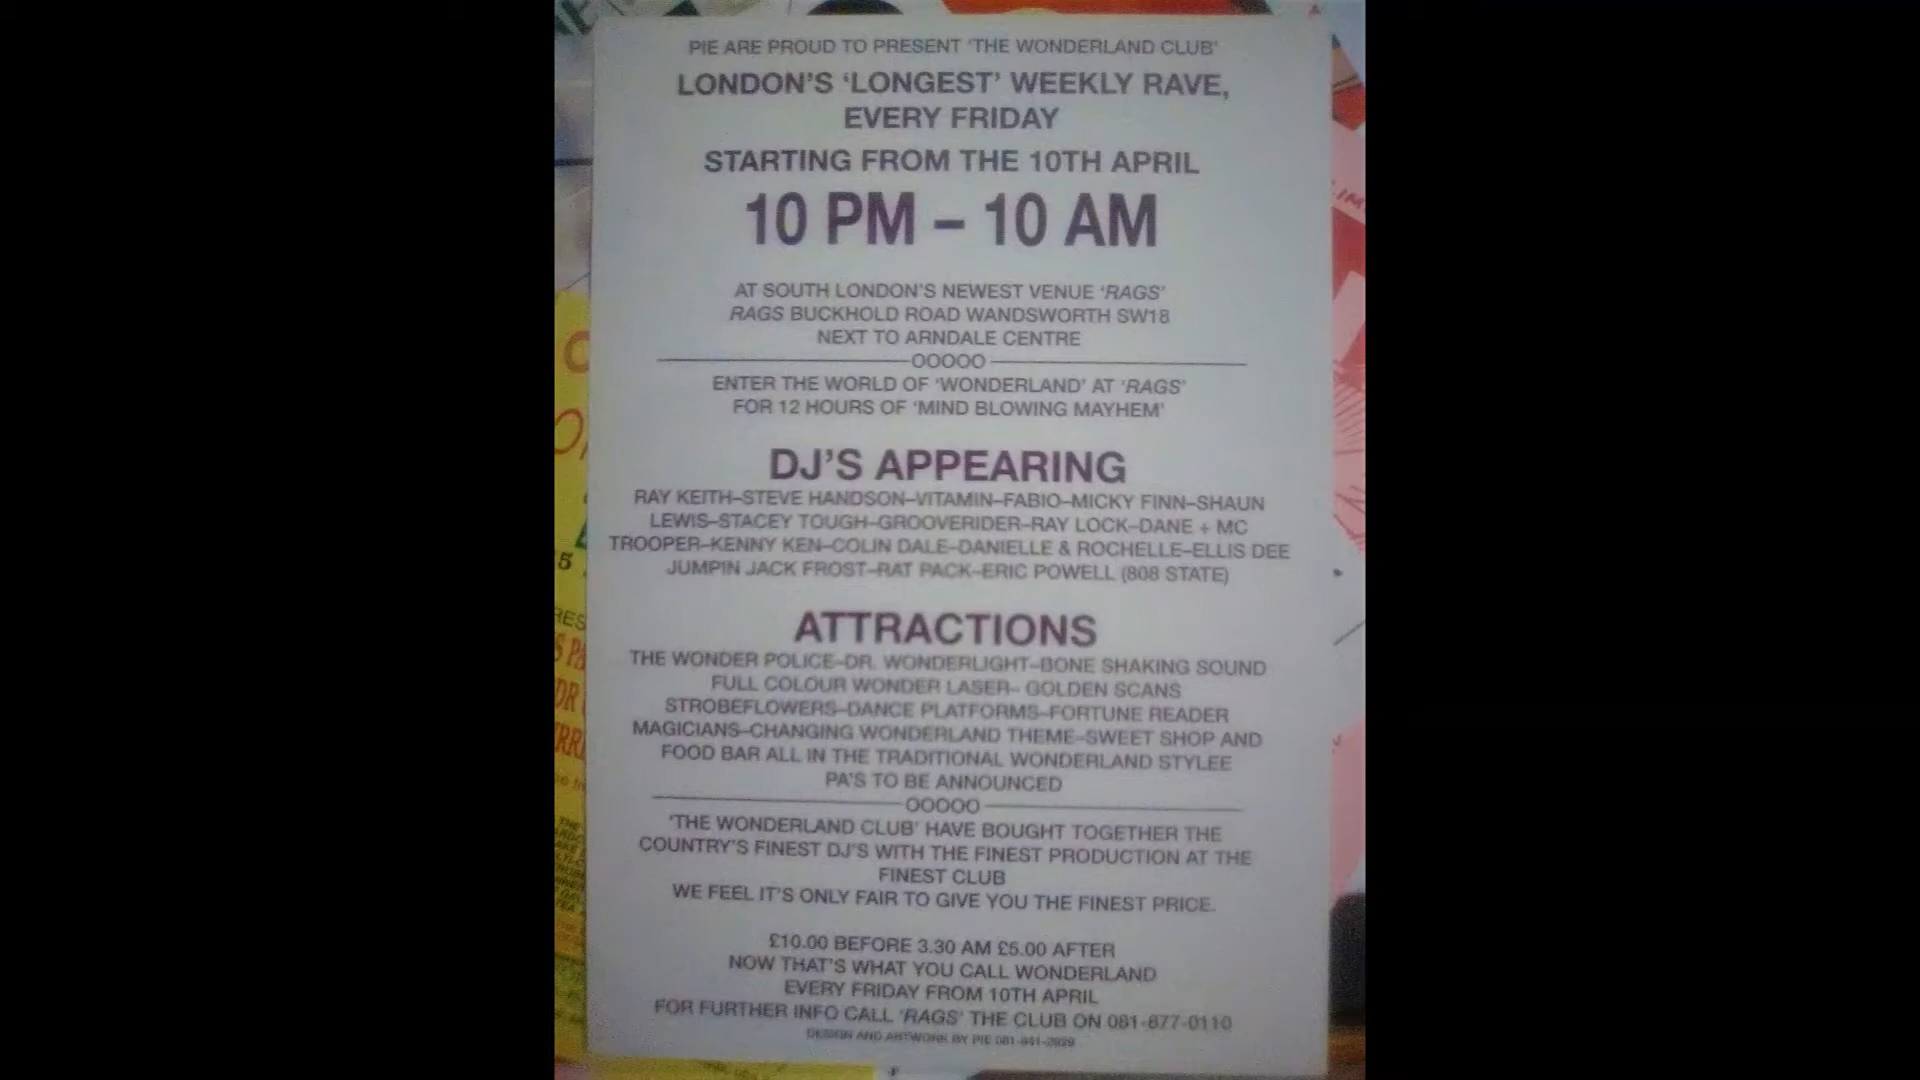 PIE ARE PROUD TO PRESENT 'THE WONDERLAND CLUB'
LONDON'S 'LONGEST' WEEKLY RAVE,
EVERY FRIDAY
STARTING FROM THE 10TH APRIL
10 PM – 10 AM
AT SOUTH LONDON'S NEWEST VENUE 'RAGS'
RAGS BUCKHOLD ROAD WANDSWORTH SW18
NEXT TO ARNDALE CENTRE
OOOOO
ENTER THE WORLD OF 'WONDERLAND' AT 'RAGS'
FOR 12 HOURS OF 'MIND BLOWING MAYHEM'
DJ'S APPEARING
RAY KEITH–STEVE HANDSON–VITAMIN–FABIO–MICKY FINN–SHAUN
LEWIS–STACEY TOUGH–GROOVERIDER–RAY LOCK–DANE + MC
TROOPER–KENNY KEN–COLIN DALE–DANIELLE & ROCHELLE–ELLIS DEE
JUMPIN JACK FROST–RAT PACK–ERIC POWELL (808 STATE)
ATTRACTIONS
THE WONDER POLICE–DR. WONDERLIGHT–BONE SHAKING SOUND
FULL COLOUR WONDER LASER– GOLDEN SCANS
STROBEFLOWERS–DANCE PLATFORMS–FORTUNE READER
MAGICIANS–CHANGING WONDERLAND THEME–SWEET SHOP AND
FOOD BAR ALL IN THE TRADITIONAL WONDERLAND STYLEE
PA'S TO BE ANNOUNCED
OOOOO
'THE WONDERLAND CLUB' HAVE BOUGHT TOGETHER THE
COUNTRY'S FINEST DJ'S WITH THE FINEST PRODUCTION AT THE
FINEST CLUB
WE FEEL IT'S ONLY FAIR TO GIVE YOU THE FINEST PRICE.
£10.00 BEFORE 3.30 AM £5.00 AFTER
NOW THAT'S WHAT YOU CALL WONDERLAND
EVERY FRIDAY FROM 10TH APRIL
FOR FURTHER INFO CALL 'RAGS' THE CLUB ON 081-877-0110
DESIGN AND ARTWORK BY PIE